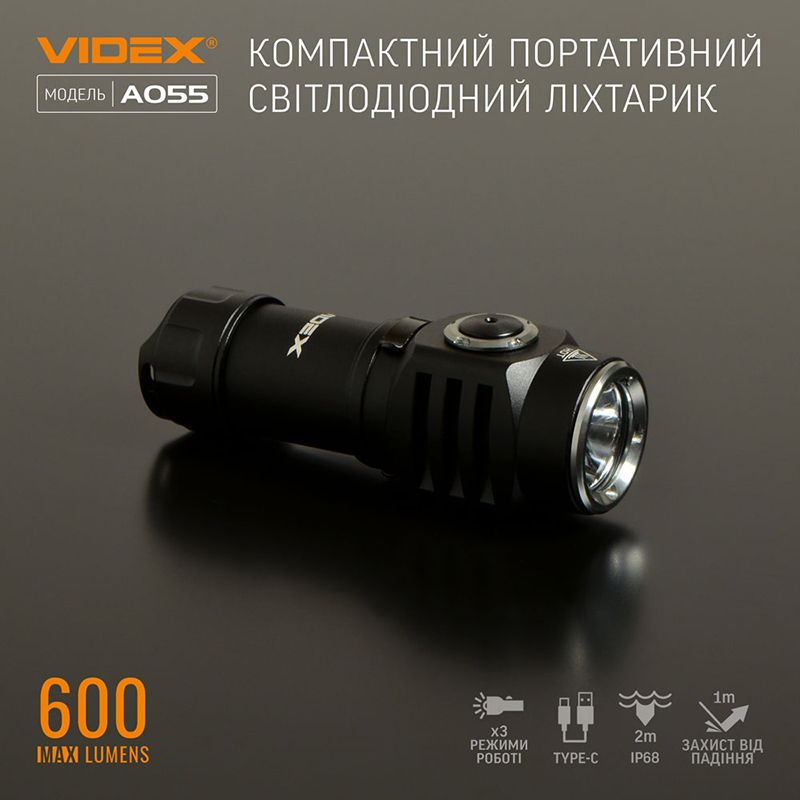 VIDEX®
МОДЕЛЬ | A055
КОМПАКТНИЙ ПОРТАТИВНИЙ
СВІТЛОДІОДНИЙ ЛІХТАРИК
HOT
600
MAX LUMENS
x3
РЕЖИМИ
РОБОТІ
TYPE-C
2m
IP68
1m
ЗАХИСТ ВІД
ПАДІННЯ